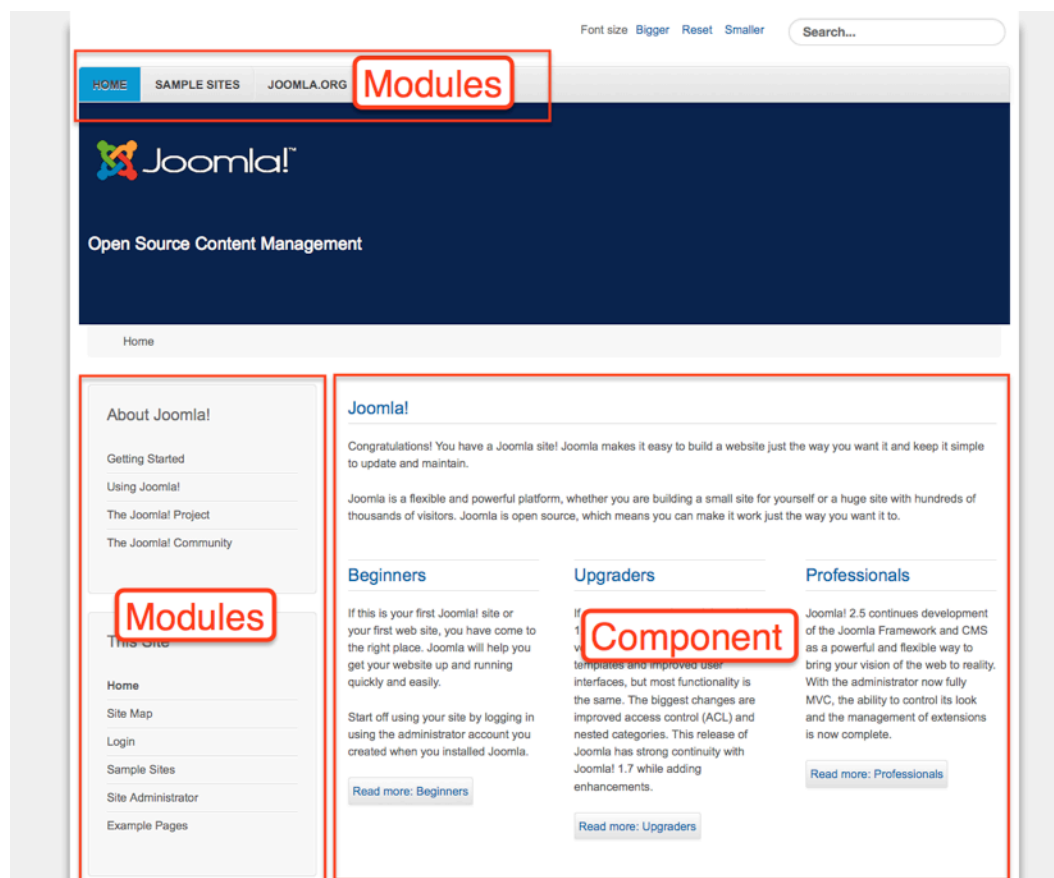 Font size Bigger Reset Smaller Search...
HOME SAMPLE SITES JOOMLA.ORG Modules
Joomla!™
Open Source Content Management
Home
About Joomla!
Getting Started
Using Joomla!
The Joomla! Project
The Joomla! Community
Modules
This Site
Home
Site Map
Login
Sample Sites
Site Administrator
Example Pages
Joomla!
Congratulations! You have a Joomla site! Joomla makes it easy to build a website just the way you want it and keep it simple
to update and maintain.
Joomla is a flexible and powerful platform, whether you are building a small site for yourself or a huge site with hundreds of
thousands of visitors. Joomla is open source, which means you can make it work just the way you want it to.
Beginners
If this is your first Joomla! site or
your first web site, you have come to
the right place. Joomla will help you
get your website up and running
quickly and easily.
Start off using your site by logging in
using the administrator account you
created when you installed Joomla.
Read more: Beginners
Upgraders
Component
templates and improved user
interfaces, but most functionality is
the same. The biggest changes are
improved access control (ACL) and
nested categories. This release of
Joomla has strong continuity with
Joomla! 1.7 while adding
enhancements.
Read more: Upgraders
Professionals
Joomla! 2.5 continues development
of the Joomla Framework and CMS
as a powerful and flexible way to
bring your vision of the web to reality.
With the administrator now fully
MVC, the ability to control its look
and the management of extensions
is now complete.
Read more: Professionals